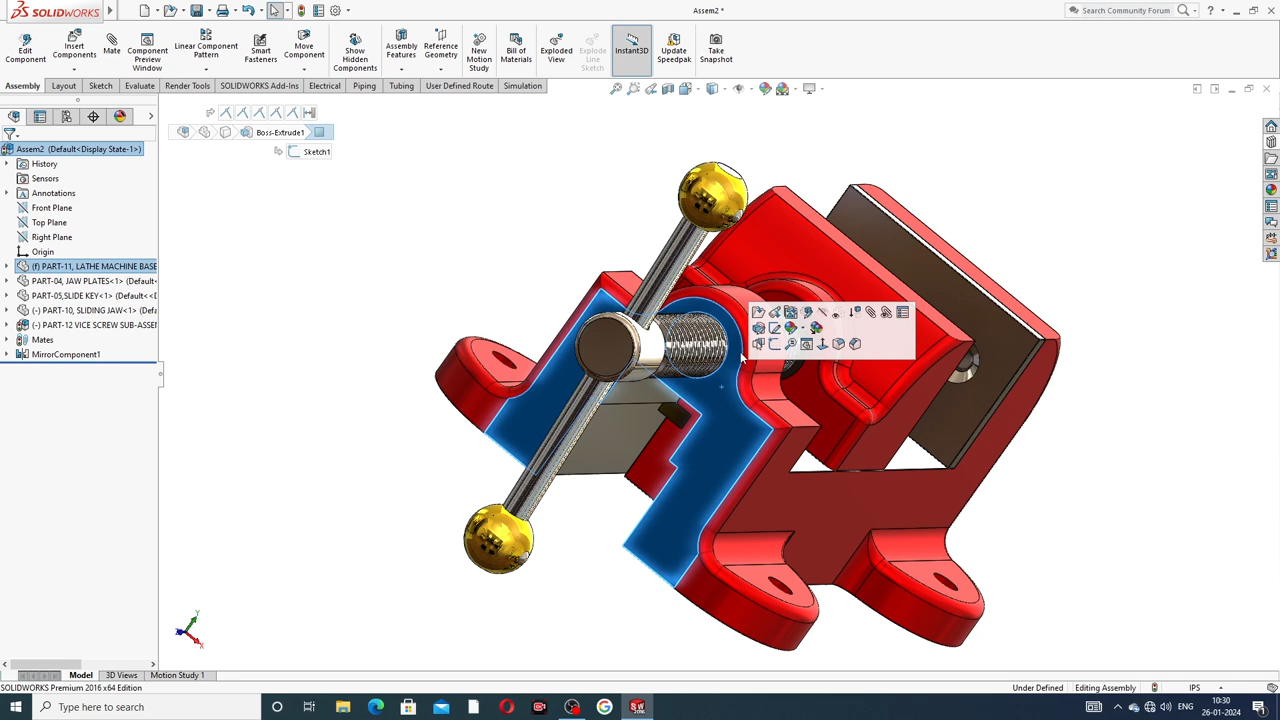 SOLIDWORKS
Assem2 *
Search Community Forum
Edit Component
Insert Components
Mate
Component Preview Window
Linear Component Pattern
Smart Fasteners
Move Component
Show Hidden Components
Assembly Features
Reference Geometry
New Motion Study
Bill of Materials
Exploded View
Explode Line Sketch
Instant3D
Update Speedpak
Take Snapshot
Assembly
Layout
Sketch
Evaluate
Render Tools
SOLIDWORKS Add-Ins
Electrical
Piping
Tubing
User Defined Route
Simulation
Boss-Extrude1
Sketch1
Assem2 (Default<Display State-1>)
History
Sensors
Annotations
Front Plane
Top Plane
Right Plane
Origin
(f) PART-11, LATHE MACHINE BASE
PART-04, JAW PLATES<1> (Default
PART-05,SLIDE KEY<1> (Default<<D
(-) PART-10, SLIDING JAW<1> (Def
(-) PART-12 VICE SCREW SUB-ASSEM
Mates
MirrorComponent1
Y
X
Z
Model
3D Views
Motion Study 1
SOLIDWORKS Premium 2016 x64 Edition
Under Defined
Editing Assembly
IPS
Type here to search
ENG
10:30
26-01-2024